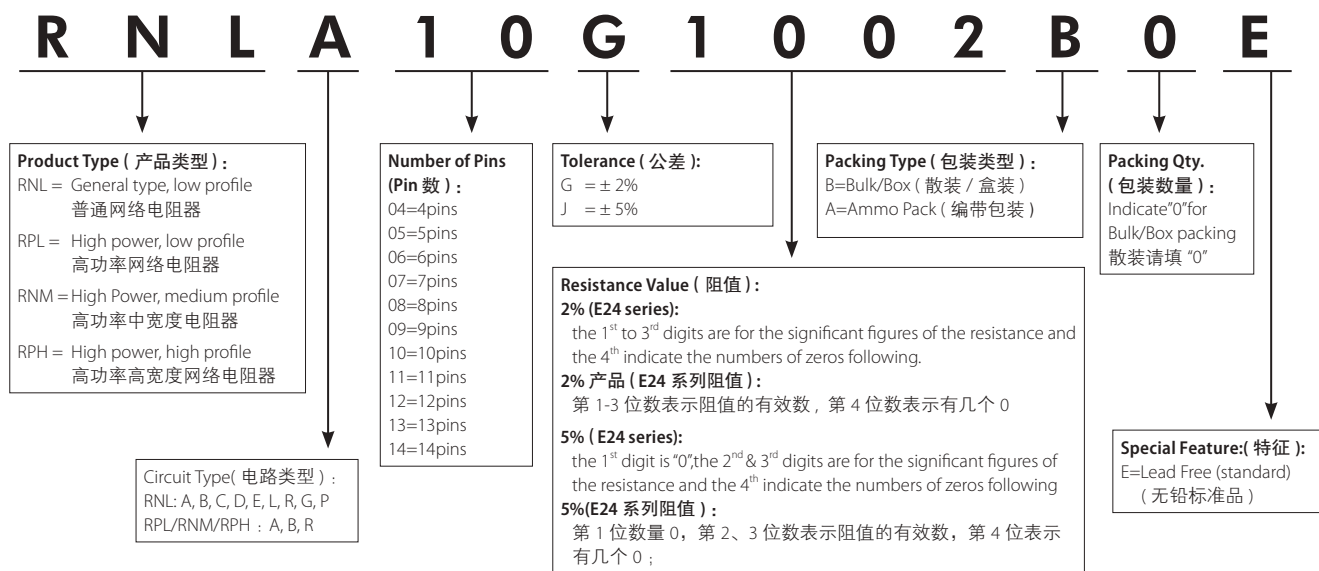 R N L A 1 0 G 1 0 0 2 B 0 E
Product Type ( 产品类型 ) :
RNL = General type, low profile
普通网络电阻器
RPL = High power, low profile
高功率网络电阻器
RNM = High Power, medium profile
高功率中宽度电阻器
RPH = High power, high profile
高功率高宽度网络电阻器
Circuit Type( 电路类型 ) :
RNL: A, B, C, D, E, L, R, G, P
RPL/RNM/RPH : A, B, R
Number of Pins
(Pin 数 ) :
04=4pins
05=5pins
06=6pins
07=7pins
08=8pins
09=9pins
10=10pins
11=11pins
12=12pins
13=13pins
14=14pins
Tolerance ( 公差 ):
G = ± 2%
J = ± 5%
Resistance Value ( 阻值 ) :
2% (E24 series):
the 1st to 3rd digits are for the significant figures of the resistance and
the 4th indicate the numbers of zeros following.
2% 产品 ( E24 系列阻值 ) :
第 1-3 位数表示阻值的有效数 , 第 4 位数表示有几个 0
5% ( E24 series):
the 1st digit is "0",the 2nd & 3rd digits are for the significant figures of
the resistance and the 4th indicate the numbers of zeros following
5%(E24 系列阻值 ) :
第 1 位数量 0，第 2、3 位数表示阻值的有效数，第 4 位表示
有几个 0 ;
Packing Type ( 包装类型 ) :
B=Bulk/Box ( 散装 / 盒装 )
A=Ammo Pack ( 编带包装 )
Packing Qty.
( 包装数量 ) :
Indicate"0"for
Bulk/Box packing
散装请填 "0"
Special Feature:( 特征 ):
E=Lead Free (standard)
( 无铅标准品 )